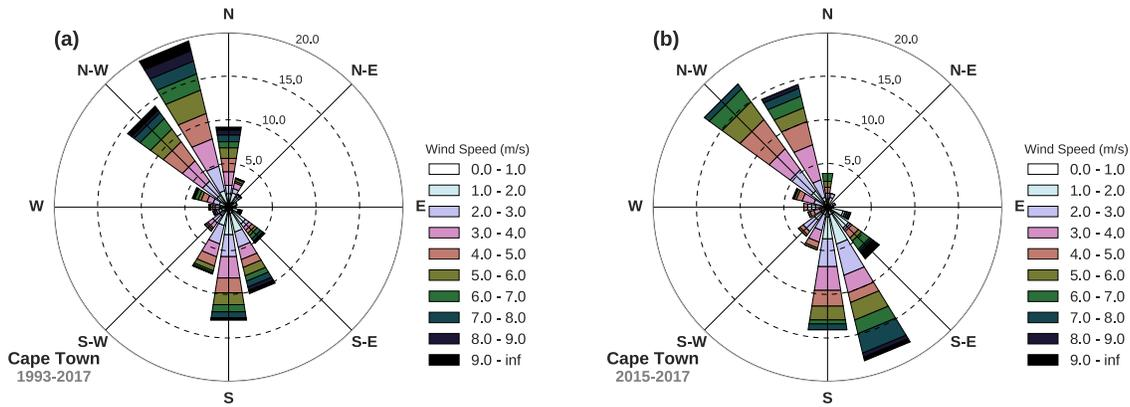 N
(a)
20.0
N-W
N-E
15.0
10.0
5.0
W
E
S-W
S-E
S
Cape Town
1993-2017
Wind Speed (m/s)
0.0 - 1.0
1.0 - 2.0
2.0 - 3.0
3.0 - 4.0
4.0 - 5.0
5.0 - 6.0
6.0 - 7.0
7.0 - 8.0
8.0 - 9.0
9.0 - inf
N
(b)
20.0
N-W
N-E
15.0
10.0
5.0
W
E
S-W
S-E
S
Cape Town
2015-2017
Wind Speed (m/s)
0.0 - 1.0
1.0 - 2.0
2.0 - 3.0
3.0 - 4.0
4.0 - 5.0
5.0 - 6.0
6.0 - 7.0
7.0 - 8.0
8.0 - 9.0
9.0 - inf